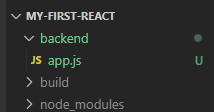 MY-FIRST-REACT
backend
JS app.js U
build
node_modules